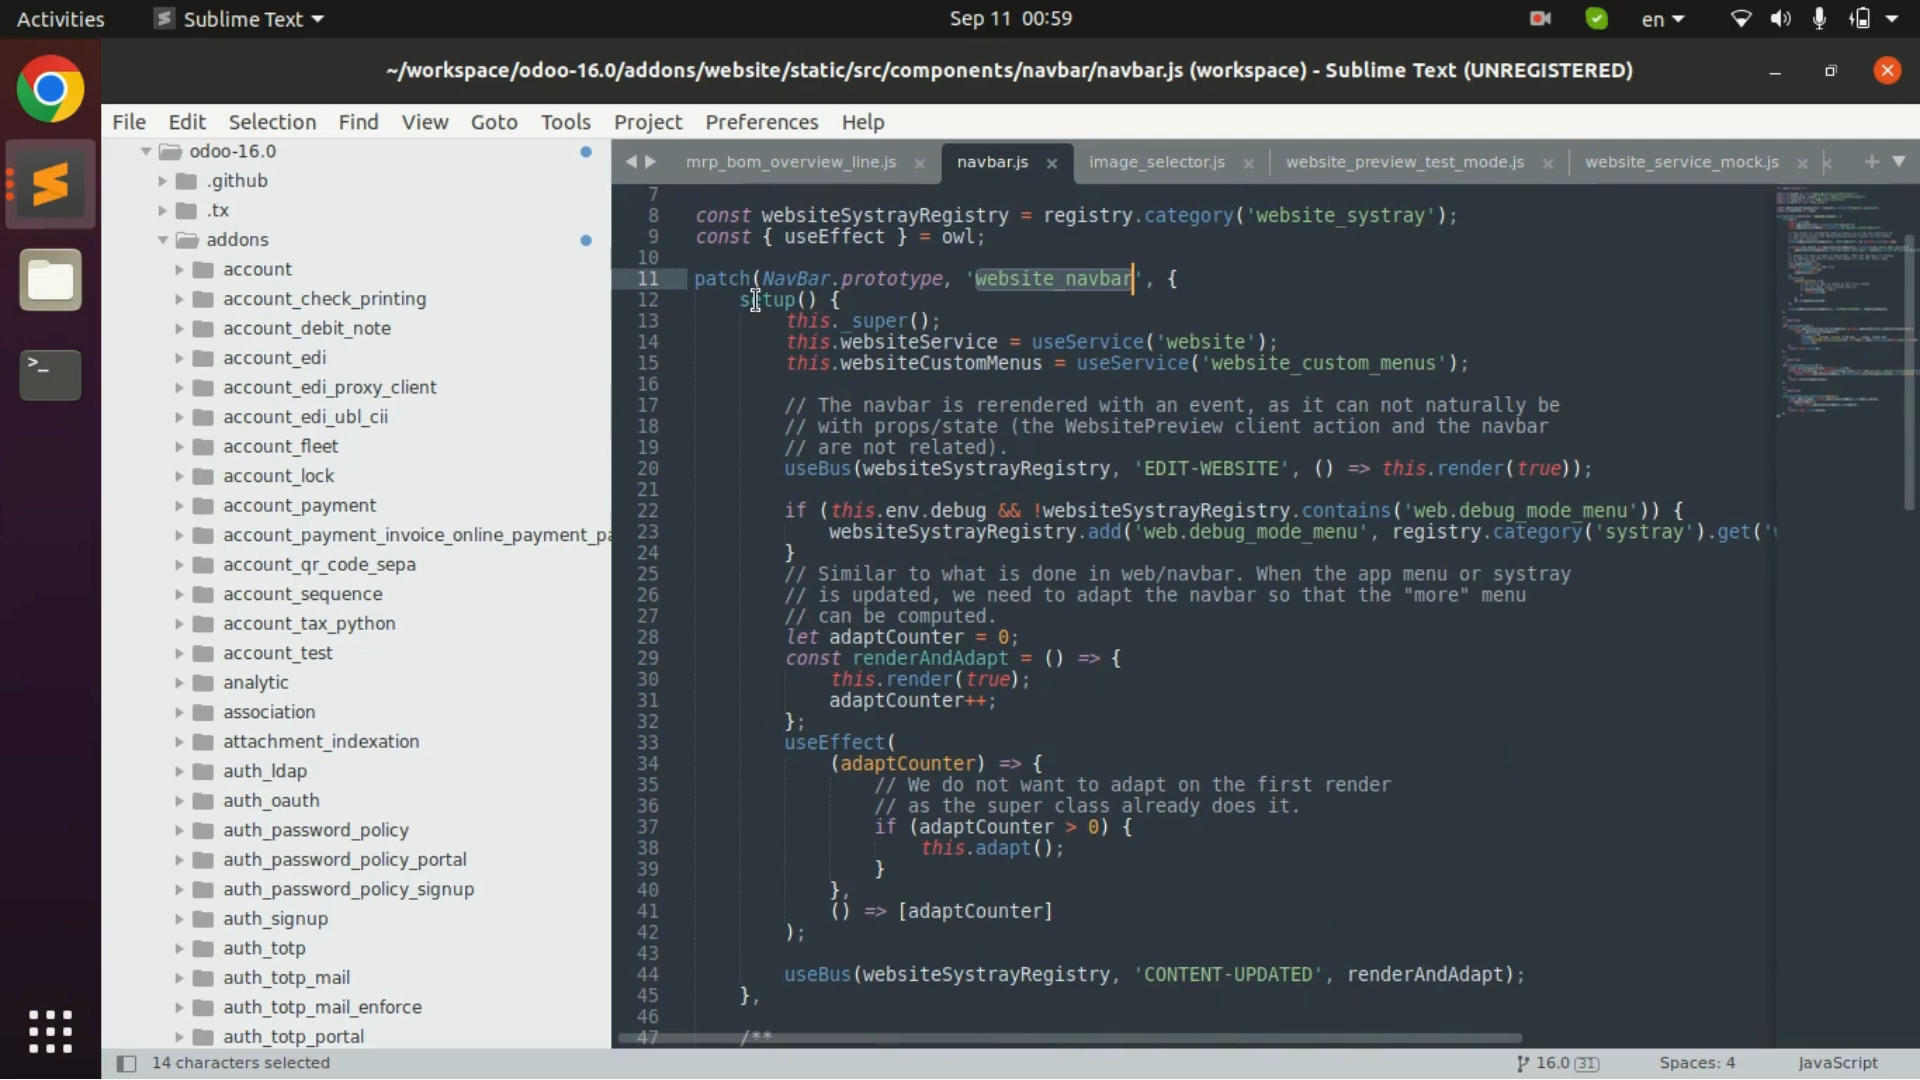 Activities
Sublime Text
Sep 11 00:59
en
~/workspace/odoo-16.0/addons/website/static/src/components/navbar/navbar.js (workspace) - Sublime Text (UNREGISTERED)
File Edit Selection Find View Goto Tools Project Preferences Help
odoo-16.0
.github
.tx
addons
account
account_check_printing
account_debit_note
account_edi
account_edi_proxy_client
account_edi_ubl_cii
account_fleet
account_lock
account_payment
account_payment_invoice_online_payment_pa
account_qr_code_sepa
account_sequence
account_tax_python
account_test
analytic
association
attachment_indexation
auth_ldap
auth_oauth
auth_password_policy
auth_password_policy_portal
auth_password_policy_signup
auth_signup
auth_totp
auth_totp_mail
auth_totp_mail_enforce
auth_totp_portal
mrp_bom_overview_line.js
navbar.js
image_selector.js
website_preview_test_mode.js
website_service_mock.js
7
8 const websiteSystrayRegistry = registry.category('website_systray');
9 const { useEffect } = owl;
10
11 patch(NavBar.prototype, 'website_navbar', {
12 setup() {
13 this._super();
14 this.websiteService = useService('website');
15 this.websiteCustomMenus = useService('website_custom_menus');
16
17 // The navbar is rerendered with an event, as it can not naturally be
18 // with props/state (the WebsitePreview client action and the navbar
19 // are not related).
20 useBus(websiteSystrayRegistry, 'EDIT-WEBSITE', () => this.render(true));
21
22 if (this.env.debug && !websiteSystrayRegistry.contains('web.debug_mode_menu')) {
23 websiteSystrayRegistry.add('web.debug_mode_menu', registry.category('systray').get('
24 }
25 // Similar to what is done in web/navbar. When the app menu or systray
26 // is updated, we need to adapt the navbar so that the "more" menu
27 // can be computed.
28 let adaptCounter = 0;
29 const renderAndAdapt = () => {
30 this.render(true);
31 adaptCounter++;
32 };
33 useEffect(
34 (adaptCounter) => {
35 // We do not want to adapt on the first render
36 // as the super class already does it.
37 if (adaptCounter > 0) {
38 this.adapt();
39 }
40 },
41 () => [adaptCounter]
42 );
43
44 useBus(websiteSystrayRegistry, 'CONTENT-UPDATED', renderAndAdapt);
45 },
46
47 /**
14 characters selected
16.0 31
Spaces: 4
JavaScript